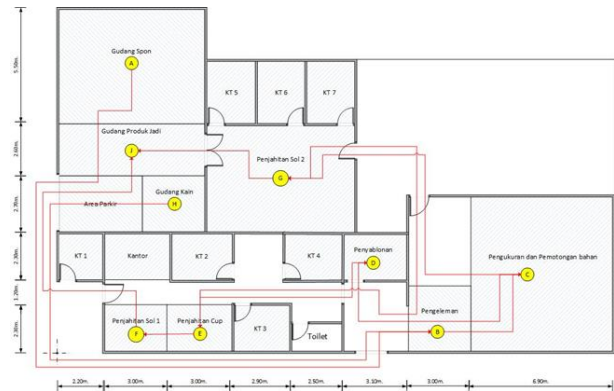 Gudang Spon
A
5.50m.
KT 5
KT 6
KT 7
Gudang Produk Jadi
J
2.60m.
Penjahitan Sol 2
G
Gudang Kain
H
Area Parkir
2.70m.
KT 1
Kantor
KT 2
KT 4
Penyablonan
D
2.30m.
Pengukuran dan Pemotongan bahan
C
1.20m.
Pengeleman
B
Penjahitan Sol 1
F
Penjahitan Cup
E
KT 3
Toilet
2.30m.
2.20m.
3.00m.
3.00m.
2.90m.
2.50m.
3.10m.
3.00m.
6.90m.